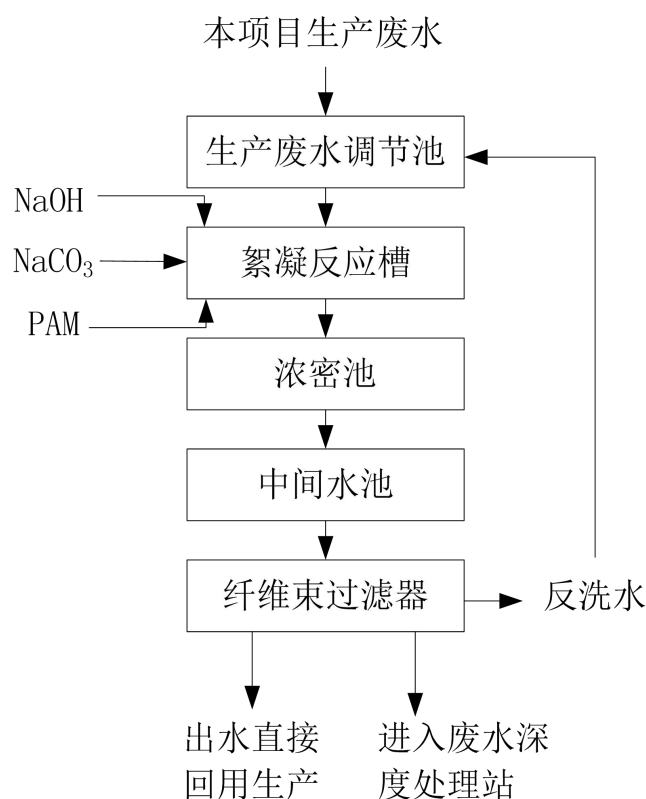 本项目生产废水
生产废水调节池
NaOH
NaCO₃
絮凝反应槽
PAM
浓密池
中间水池
纤维束过滤器
反洗水
出水直接
回用生产
进入废水深
度处理站